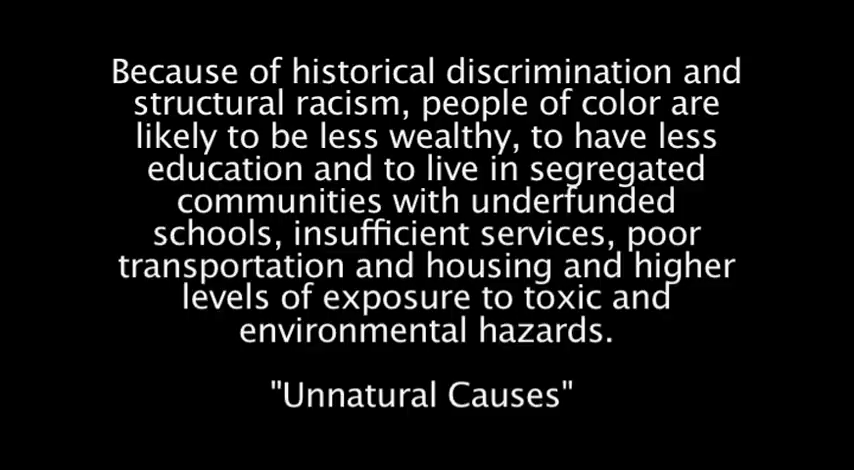 Because of historical discrimination and
structural racism, people of color are
likely to be less wealthy, to have less
education and to live in segregated
communities with underfunded
schools, insufficient services, poor
transportation and housing and higher
levels of exposure to toxic and
environmental hazards.
"Unnatural Causes"